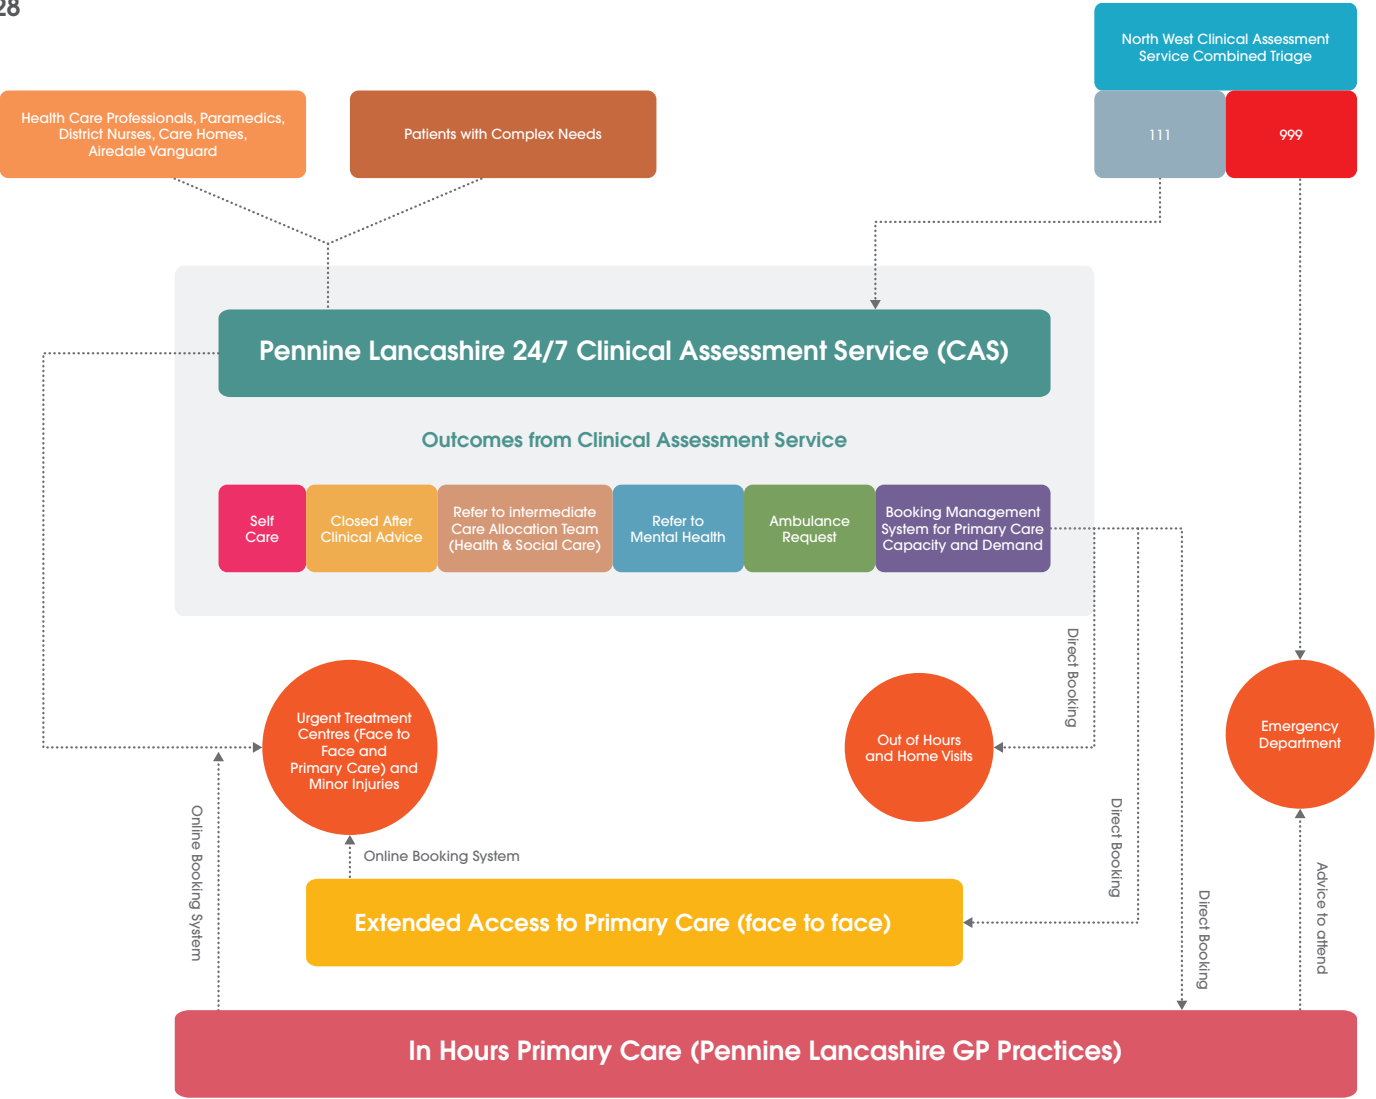 28
North West Clinical Assessment
Service Combined Triage
Health Care Professionals, Paramedics,
District Nurses, Care Homes,
Airedale Vanguard
Patients with Complex Needs
111
999
Pennine Lancashire 24/7 Clinical Assessment Service (CAS)
Outcomes from Clinical Assessment Service
Self
Care
Closed After
Clinical Advice
Refer to intermediate
Care Allocation Team
(Health & Social Care)
Refer to
Mental Health
Ambulance
Request
Booking Management
System for Primary Care
Capacity and Demand
Direct Booking
Urgent Treatment
Centres (Face to
Face and
Primary Care) and
Minor Injuries
Out of Hours
and Home Visits
Emergency
Department
Online Booking System
Online Booking System
Direct Booking
Direct Booking
Advice to attend
Extended Access to Primary Care (face to face)
In Hours Primary Care (Pennine Lancashire GP Practices)